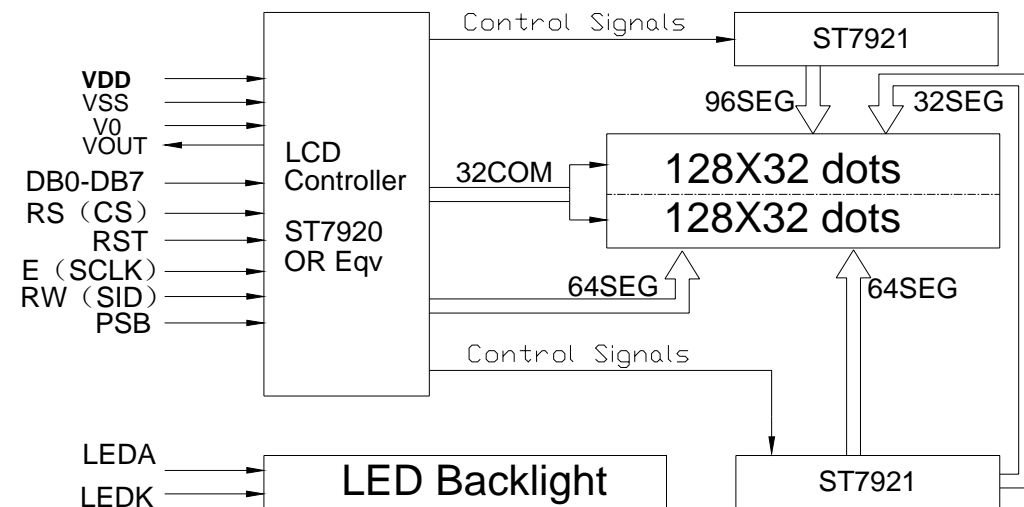 Control Signals
ST7921
VDD
VSS
V0
VOUT
DB0-DB7
RS（CS）
RST
E（SCLK）
RW（SID）
PSB
LCD
Controller
ST7920
OR Eqv
96SEG
32SEG
32COM
128X32 dots
128X32 dots
64SEG
64SEG
Control Signals
LEDA
LEDK
LED Backlight
ST7921